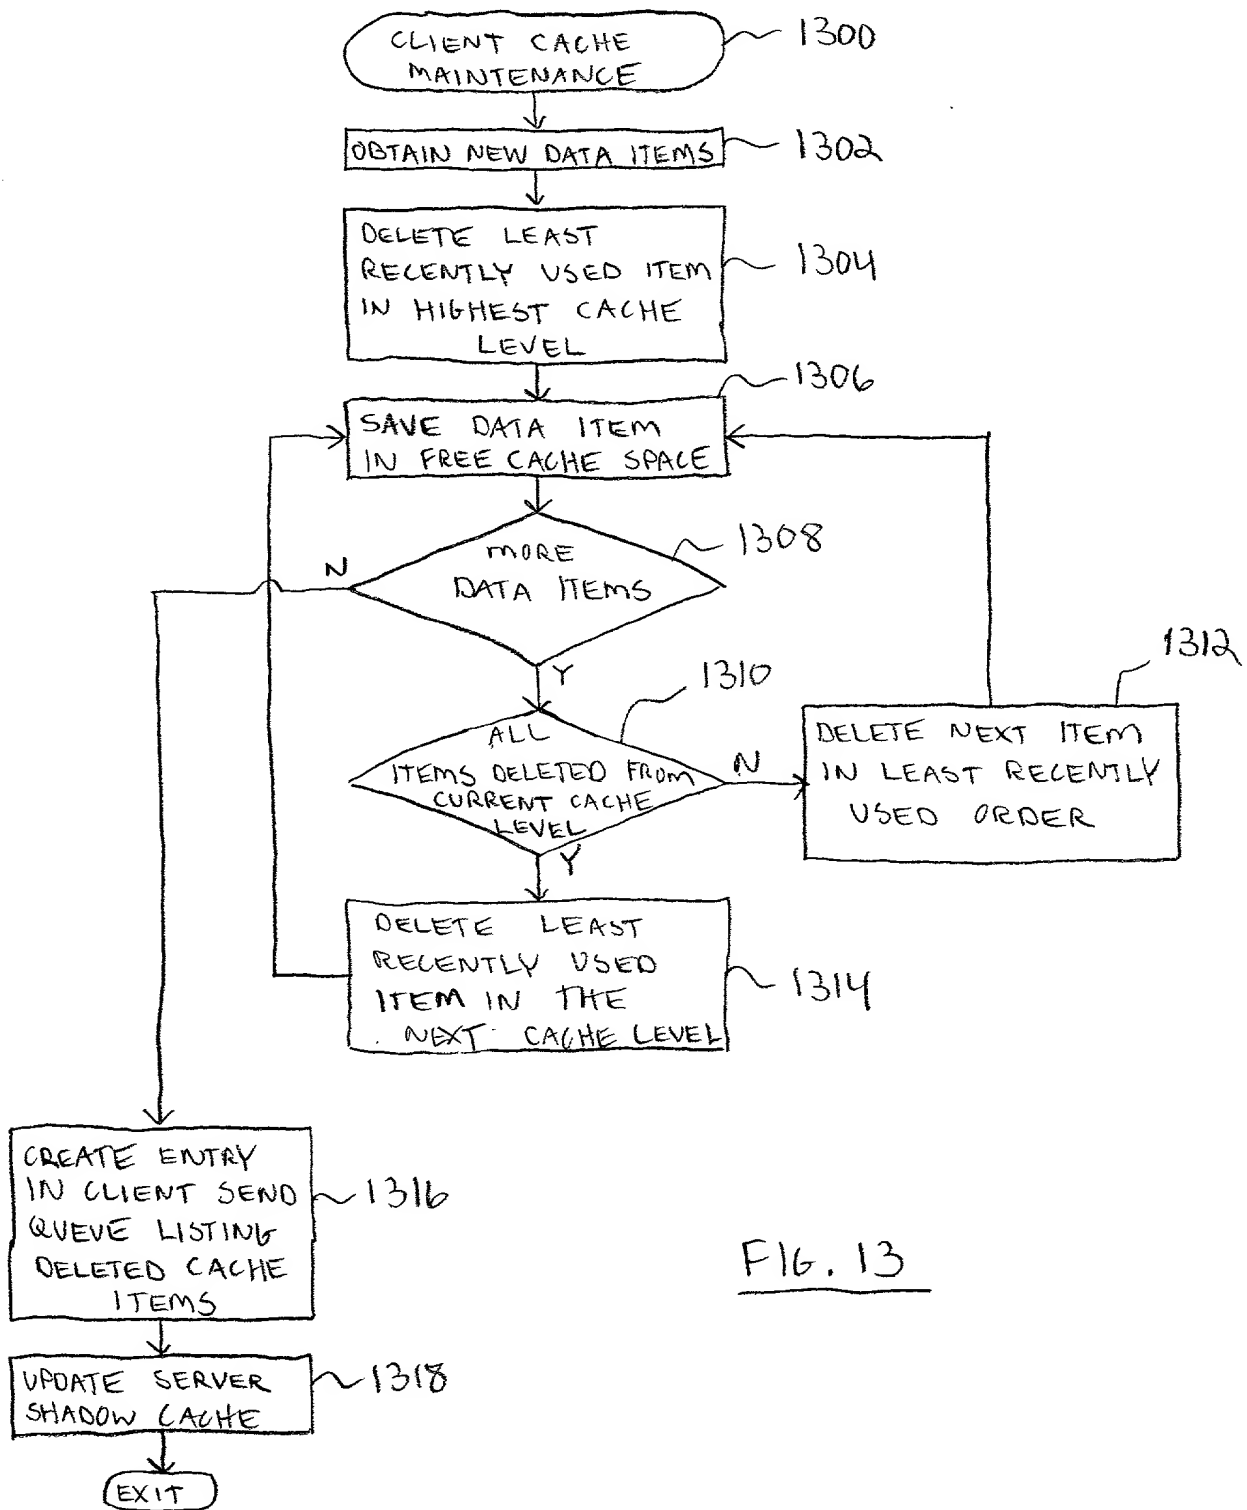 CLIENT CACHE
MAINTENANCE
1300
OBTAIN NEW DATA ITEMS
1302
DELETE LEAST
RECENTLY USED ITEM
IN HIGHEST CACHE
LEVEL
1304
1306
SAVE DATA ITEM
IN FREE CACHE SPACE
1308
MORE
DATA ITEMS
N
Y
1310
ALL
ITEMS DELETED FROM
CURRENT CACHE
LEVEL
N
Y
1312
DELETE NEXT ITEM
IN LEAST RECENTLY
USED ORDER
DELETE LEAST
RECENTLY USED
ITEM IN THE
NEXT CACHE LEVEL
1314
CREATE ENTRY
IN CLIENT SEND
QUEUE LISTING
DELETED CACHE
ITEMS
1316
UPDATE SERVER
SHADOW CACHE
1318
EXIT
FIG. 13